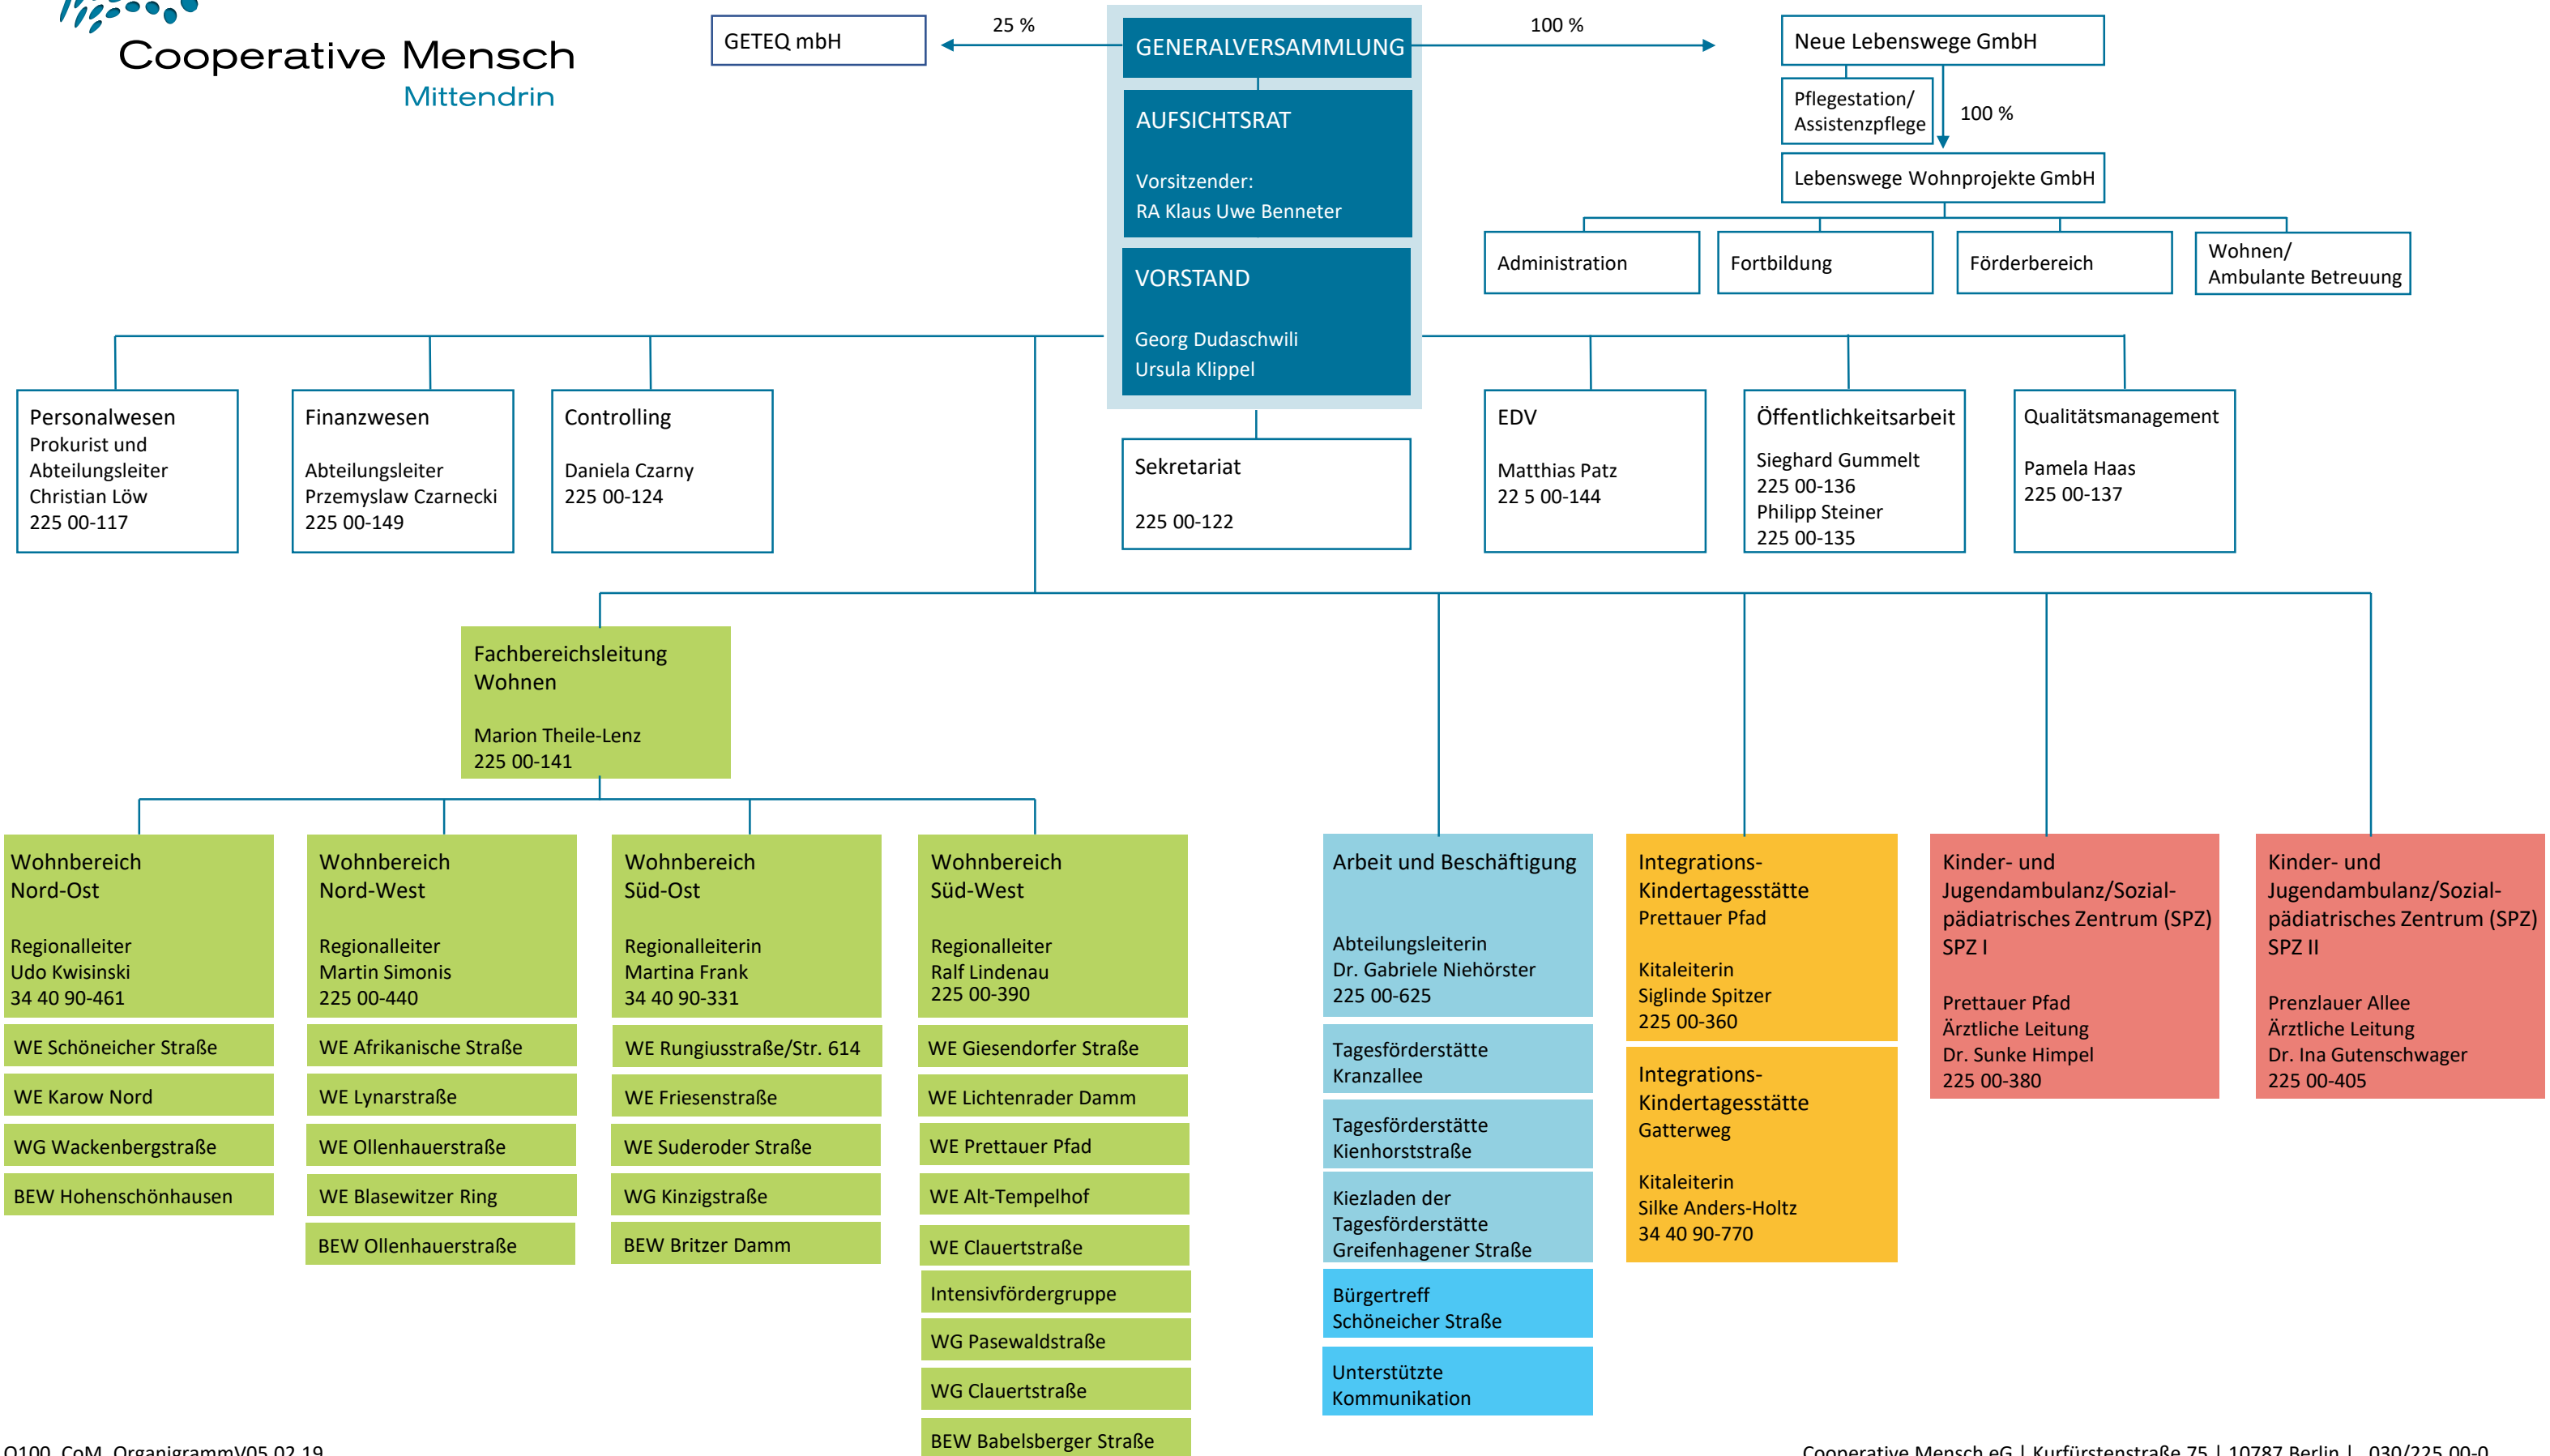 Cooperative Mensch
Mittendrin
GETEQ mbH
25 %
GENERALVERSAMMLUNG
100 %
Neue Lebenswege GmbH
Pflegestation/
Assistenzpflege
100 %
Lebenswege Wohnprojekte GmbH
Administration
Fortbildung
Förderbereich
Wohnen/
Ambulante Betreuung
AUFSICHTSRAT
Vorsitzender:
RA Klaus Uwe Benneter
VORSTAND
Georg Dudaschwili
Ursula Klippel
Personalwesen
Prokurist und
Abteilungsleiter
Christian Löw
225 00-117
Finanzwesen
Abteilungsleiter
Przemyslaw Czarnecki
225 00-149
Controlling
Daniela Czarny
225 00-124
Sekretariat
225 00-122
EDV
Matthias Patz
22 5 00-144
Öffentlichkeitsarbeit
Sieghard Gummelt
225 00-136
Philipp Steiner
225 00-135
Qualitätsmanagement
Pamela Haas
225 00-137
Fachbereichsleitung
Wohnen
Marion Theile-Lenz
225 00-141
Wohnbereich
Nord-Ost
Regionalleiter
Udo Kwisinski
34 40 90-461
WE Schöneicher Straße
WE Karow Nord
WG Wackenbergstraße
BEW Hohenschönhausen
Wohnbereich
Nord-West
Regionalleiter
Martin Simonis
225 00-440
WE Afrikanische Straße
WE Lynarstraße
WE Ollenhauerstraße
WE Blasewitzer Ring
BEW Ollenhauerstraße
Wohnbereich
Süd-Ost
Regionalleiterin
Martina Frank
34 40 90-331
WE Rungiusstraße/Str. 614
WE Friesenstraße
WE Suderoder Straße
WG Kinzigstraße
BEW Britzer Damm
Wohnbereich
Süd-West
Regionalleiter
Ralf Lindenau
225 00-390
WE Giesendorfer Straße
WE Lichtenrader Damm
WE Prettauer Pfad
WE Alt-Tempelhof
WE Clauertstraße
Intensivfördergruppe
WG Pasewaldstraße
WG Clauertstraße
BEW Babelsberger Straße
Arbeit und Beschäftigung
Abteilungsleiterin
Dr. Gabriele Niehörster
225 00-625
Tagesförderstätte
Kranzallee
Tagesförderstätte
Kienhorststraße
Kiezladen der
Tagesförderstätte
Greifenhagener Straße
Bürgertreff
Schöneicher Straße
Unterstützte
Kommunikation
Integrations-
Kindertagesstätte
Prettauer Pfad
Kitaleiterin
Siglinde Spitzer
225 00-360
Integrations-
Kindertagesstätte
Gatterweg
Kitaleiterin
Silke Anders-Holtz
34 40 90-770
Kinder- und
Jugendambulanz/Sozial-
pädiatrisches Zentrum (SPZ)
SPZ I
Prettauer Pfad
Ärztliche Leitung
Dr. Sunke Himpel
225 00-380
Kinder- und
Jugendambulanz/Sozial-
pädiatrisches Zentrum (SPZ)
SPZ II
Prenzlauer Allee
Ärztliche Leitung
Dr. Ina Gutenschwager
225 00-405
O100_CoM_OrganigrammV05.02.19
Cooperative Mensch eG | Kurfürstenstraße 75 | 10787 Berlin | 030/225 00-0